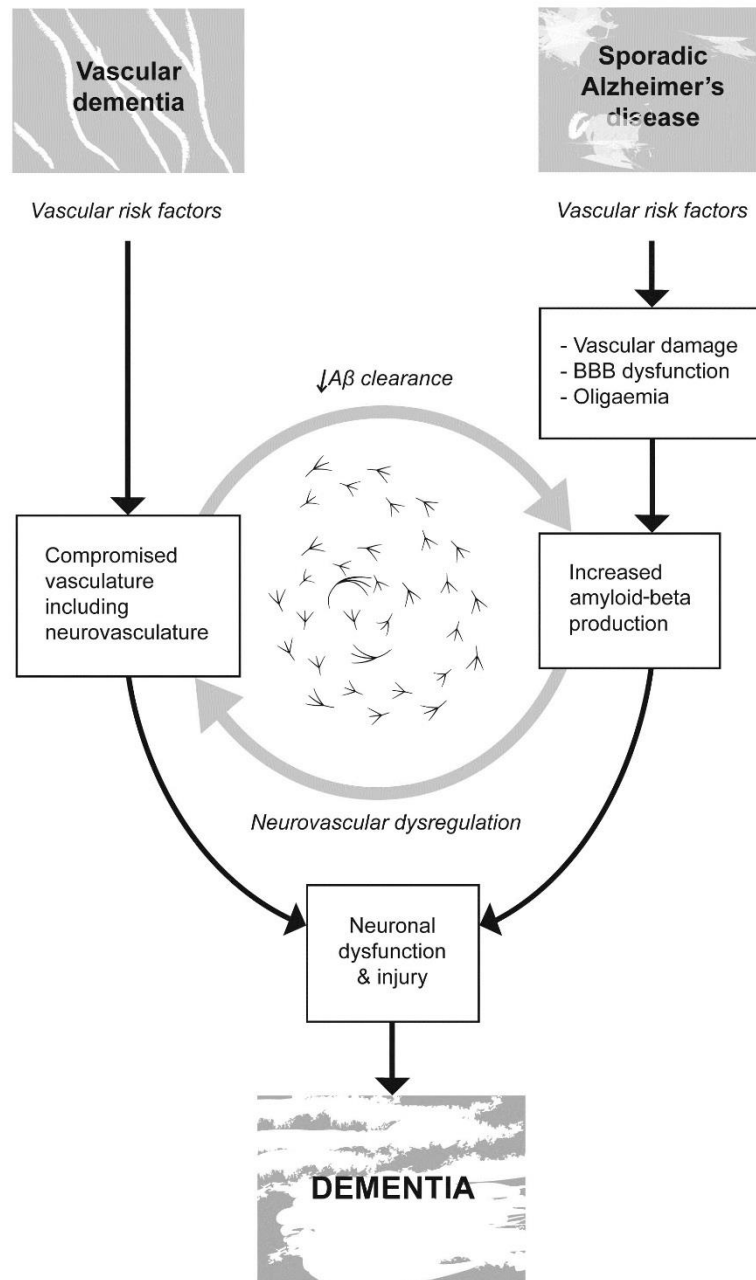 Vascular
dementia
Sporadic
Alzheimer’s
disease
Vascular risk factors
Vascular risk factors
- Vascular damage
- BBB dysfunction
- Oligaemia
↓Aβ clearance
Compromised
vasculature
including
neurovasculature
Increased
amyloid-beta
production
Neurovascular dysregulation
Neuronal
dysfunction
& injury
DEMENTIA